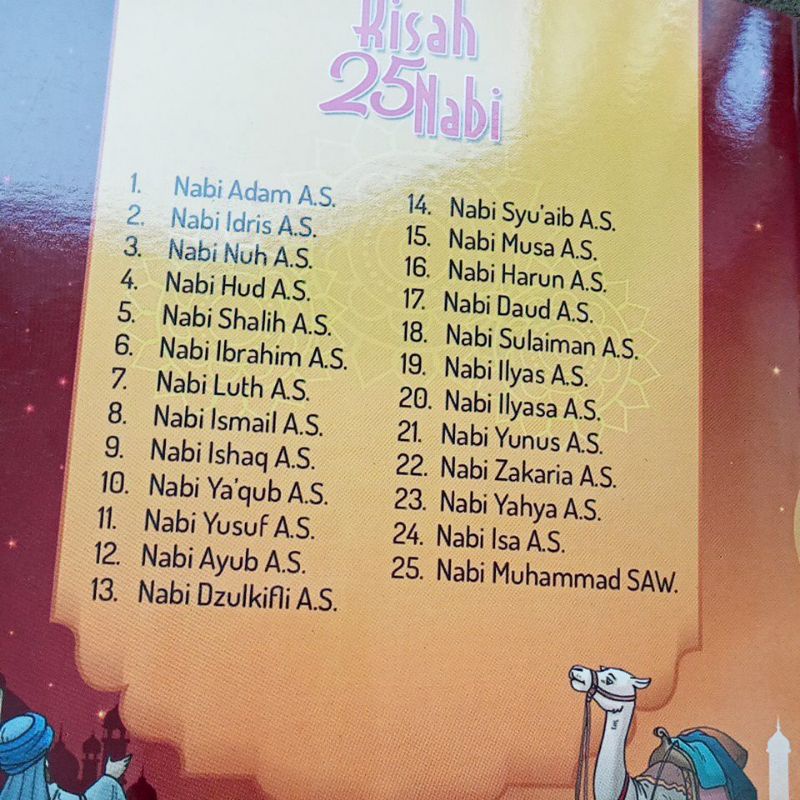 Kisah
25 Nabi
1. Nabi Adam A.S.
2. Nabi Idris A.S.
3. Nabi Nuh A.S.
4. Nabi Hud A.S.
5. Nabi Shalih A.S.
6. Nabi Ibrahim A.S.
7. Nabi Luth A.S.
8. Nabi Ismail A.S.
9. Nabi Ishaq A.S.
10. Nabi Ya'qub A.S.
11. Nabi Yusuf A.S.
12. Nabi Ayub A.S.
13. Nabi Dzulkifli A.S.
14. Nabi Syu'aib A.S.
15. Nabi Musa A.S.
16. Nabi Harun A.S.
17. Nabi Daud A.S.
18. Nabi Sulaiman A.S.
19. Nabi Ilyas A.S.
20. Nabi Ilyasa A.S.
21. Nabi Yunus A.S.
22. Nabi Zakaria A.S.
23. Nabi Yahya A.S.
24. Nabi Isa A.S.
25. Nabi Muhammad SAW.